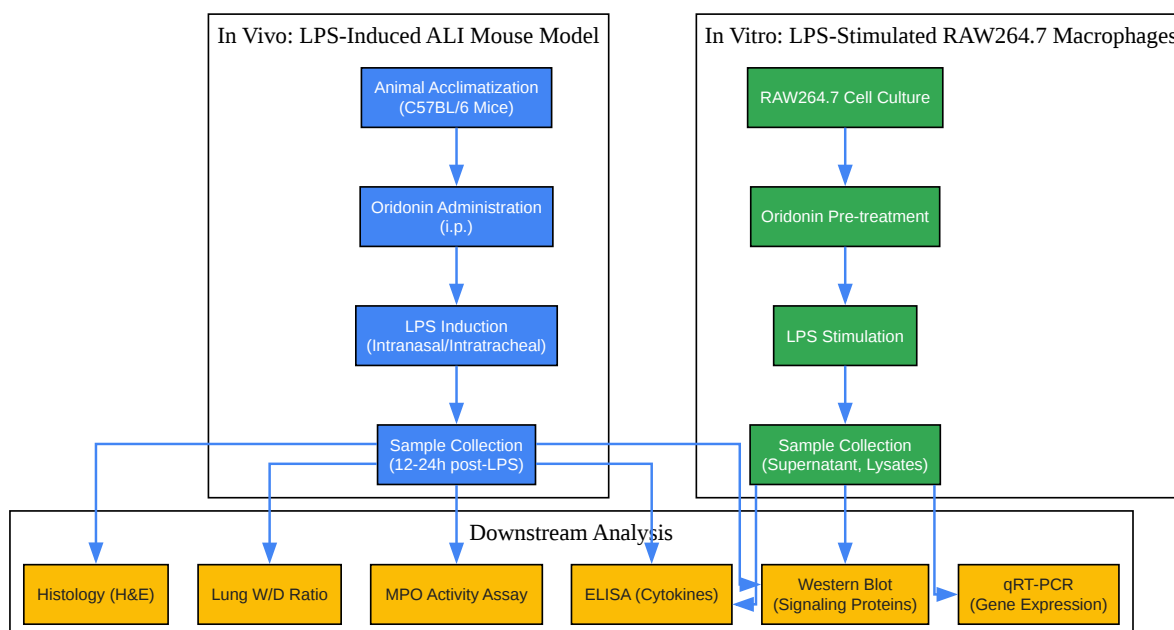 In Vivo: LPS-Induced ALI Mouse Model
Animal Acclimatization
(C57BL/6 Mice)
Oridonin Administration
(i.p.)
LPS Induction
(Intranasal/Intratracheal)
Sample Collection
(12-24h post-LPS)
In Vitro: LPS-Stimulated RAW264.7 Macrophages
RAW264.7 Cell Culture
Oridonin Pre-treatment
LPS Stimulation
Sample Collection
(Supernatant, Lysates)
Downstream Analysis
Histology (H&E)
Lung W/D Ratio
MPO Activity Assay
ELISA (Cytokines)
Western Blot
(Signaling Proteins)
qRT-PCR
(Gene Expression)